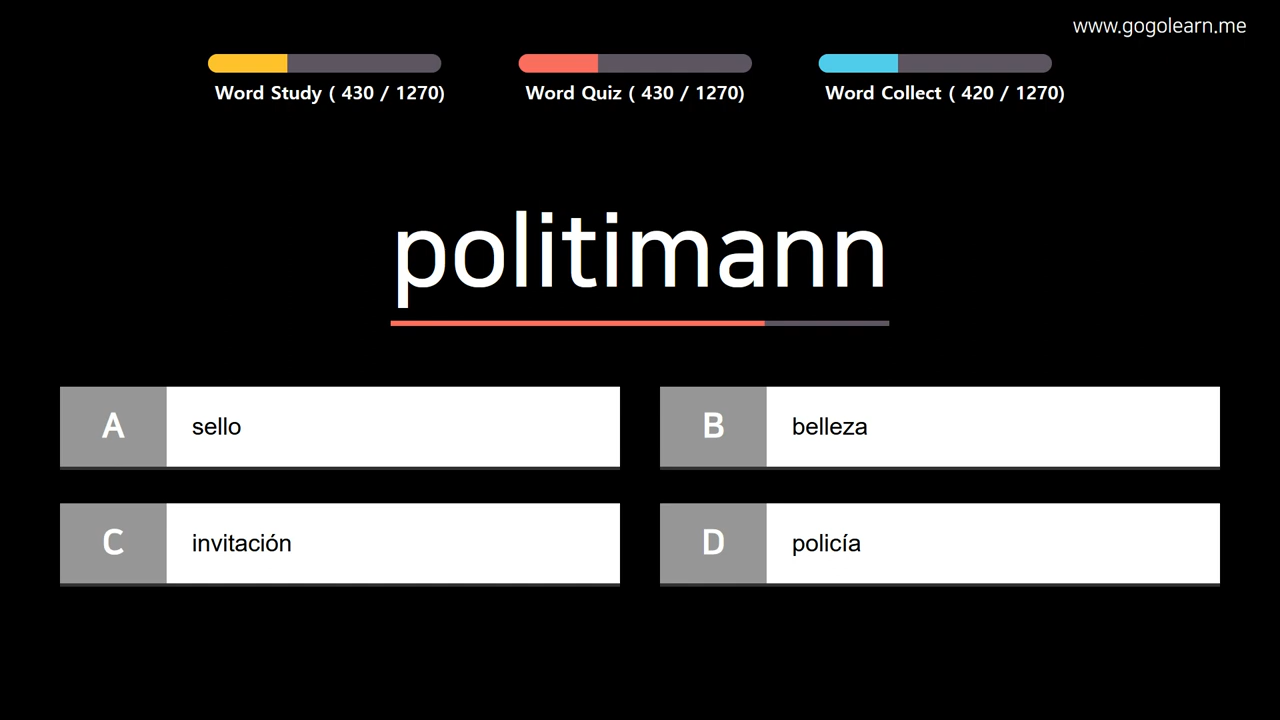 www.gogolearn.me
Word Study ( 430 / 1270)
Word Quiz ( 430 / 1270)
Word Collect ( 420 / 1270)
politimann
A sello
B belleza
C invitación
D policía